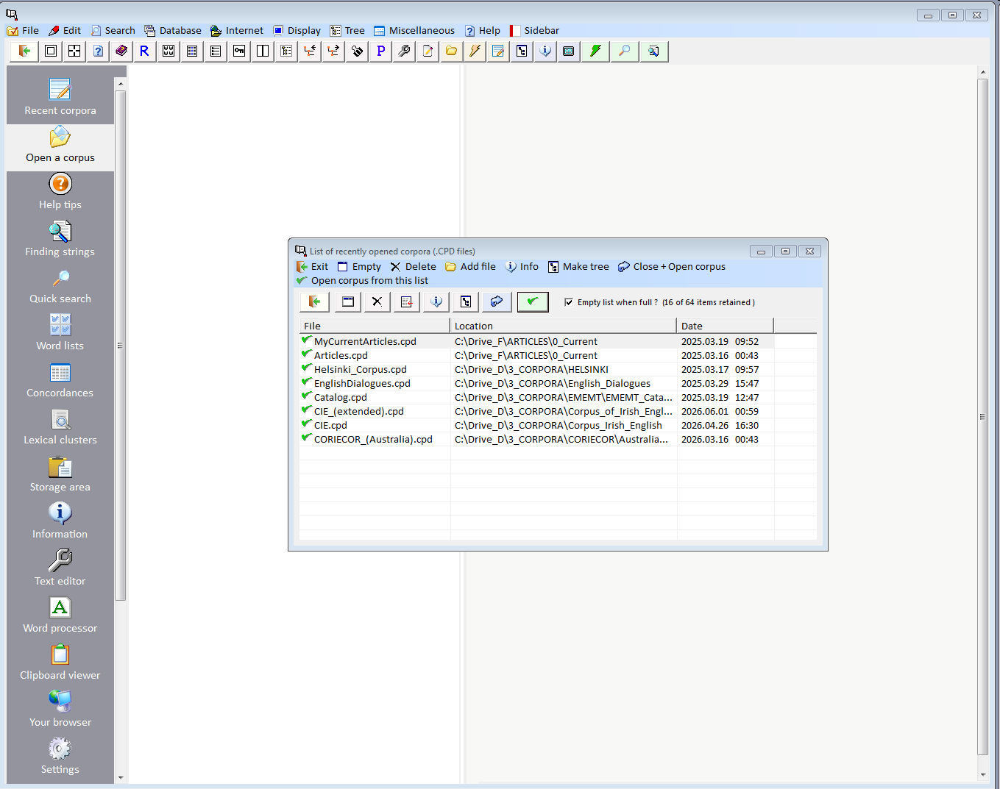 File Edit Search Database Internet Display Tree Miscellaneous Help Sidebar
R P
Recent corpora
Open a corpus
Help tips
Finding strings
Quick search
Word lists
Concordances
Lexical clusters
Storage area
Information
Text editor
Word processor
Clipboard viewer
Your browser
Settings
List of recently opened corpora (.CPD files)
Exit Empty Delete Add file Info Make tree Close + Open corpus
Open corpus from this list
Empty list when full ? (16 of 64 items retained )
File Location Date
MyCurrentArticles.cpd C:\Drive_F\ARTICLES\0_Current 2025.03.19 09:52
Articles.cpd C:\Drive_F\ARTICLES\0_Current 2025.03.16 00:43
Helsinki_Corpus.cpd C:\Drive_D\3_CORPORA\HELSINKI 2025.03.17 09:57
EnglishDialogues.cpd C:\Drive_D\3_CORPORA\English_Dialogues 2025.03.29 15:47
Catalog.cpd C:\Drive_D\3_CORPORA\EMEMT\EMEMT_Cata... 2025.03.19 12:47
CIE_(extended).cpd C:\Drive_D\3_CORPORA\Corpus_of_Irish_Engl... 2026.06.01 00:59
CIE.cpd C:\Drive_D\3_CORPORA\Corpus_Irish_English 2026.04.26 16:30
CORIECOR_(Australia).cpd C:\Drive_D\3_CORPORA\CORIECOR\Australia... 2026.03.16 00:43